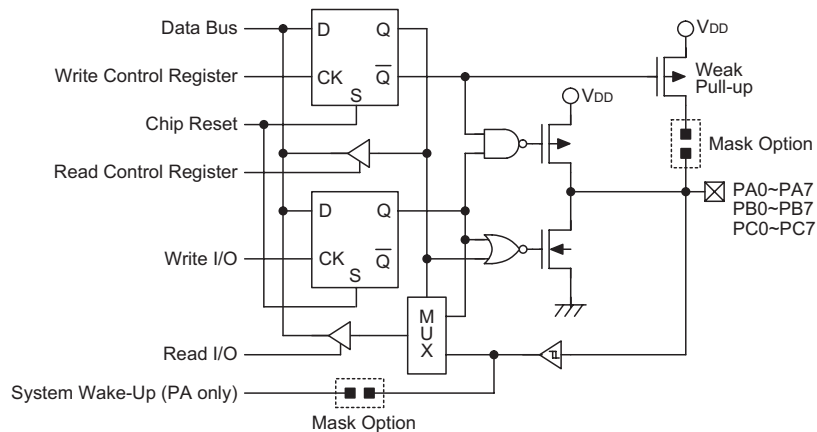 Data Bus
D
Q
VDD
Write Control Register
CK
Q
Weak
Pull-up
S
VDD
Chip Reset
Mask Option
Read Control Register
PA0~PA7
PB0~PB7
PC0~PC7
D
Q
Write I/O
CK
Q
S
M
U
X
Read I/O
System Wake-Up (PA only)
Mask Option